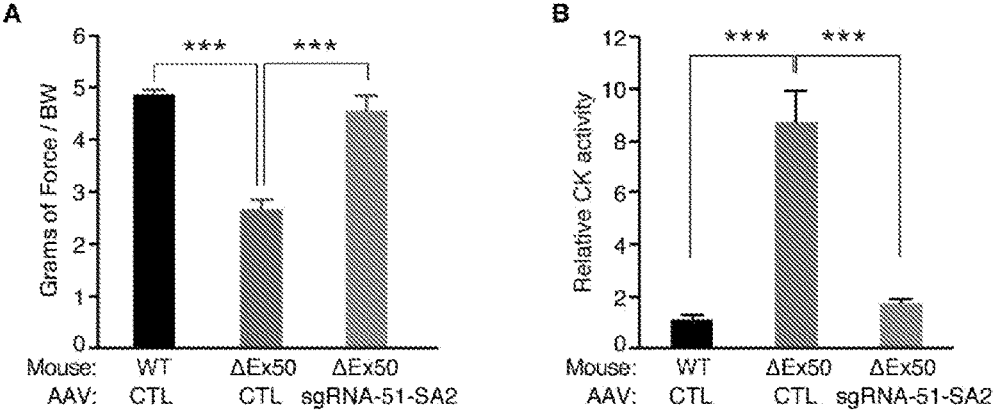 A
Grams of Force / BW
6
5
4
3
2
1
0
*** ***
Mouse: WT ΔEx50 ΔEx50
AAV: CTL CTL sgRNA-51-SA2
B
Relative CK activity
12
10
8
6
4
2
0
*** ***
Mouse: WT ΔEx50 ΔEx50
AAV: CTL CTL sgRNA-51-SA2